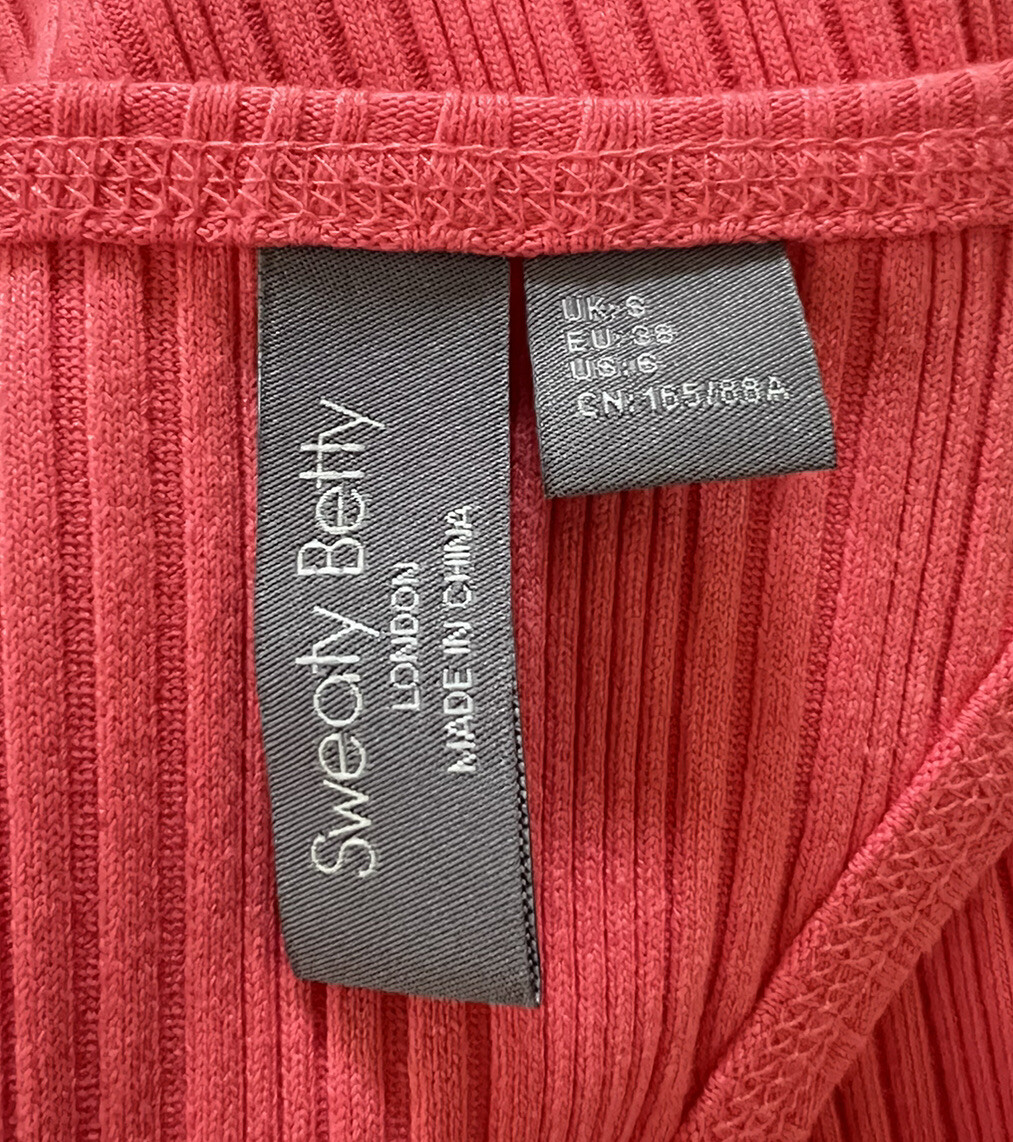 Sweaty Betty
LONDON
MADE IN CHINA
UK: S
EU: 38
US: 6
CN: 165/88A